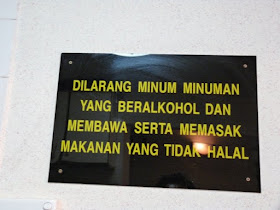 DILARANG MINUM MINUMAN
YANG BERALKOHOL DAN
MEMBAWA SERTA MEMASAK
MAKANAN YANG TIDAK HALAL